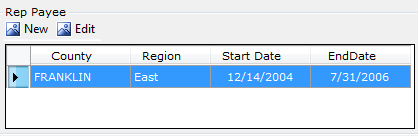 Rep Payee
New Edit
County Region Start Date EndDate
FRANKLIN East 12/14/2004 7/31/2006